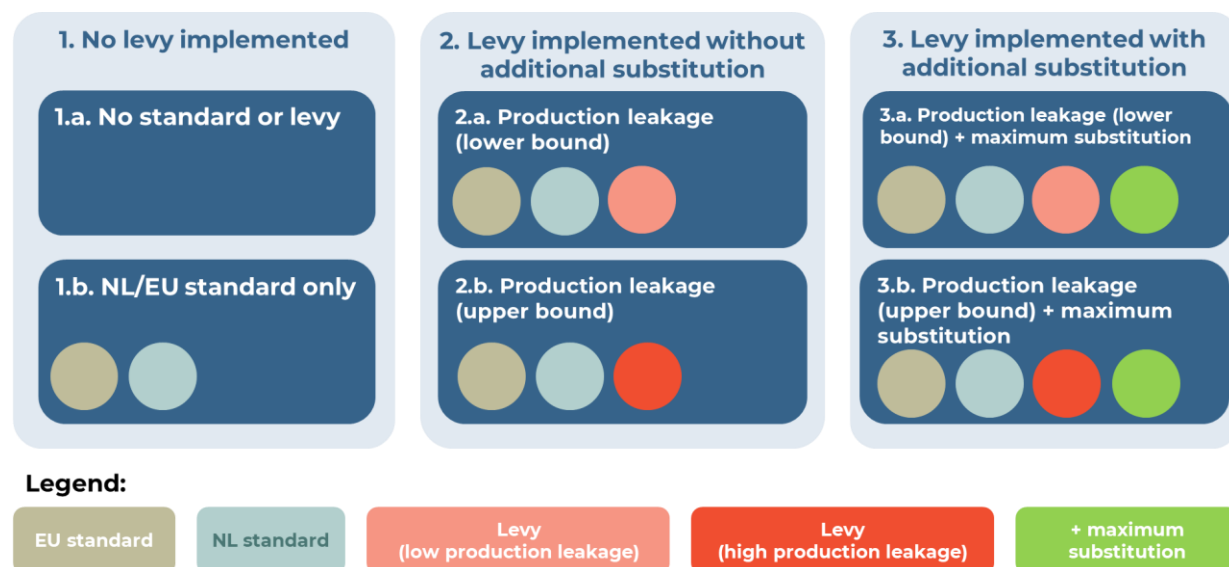 1. No levy implemented
1.a. No standard or levy
1.b. NL/EU standard only
2. Levy implemented without
additional substitution
2.a. Production leakage
(lower bound)
2.b. Production leakage
(upper bound)
3. Levy implemented with
additional substitution
3.a. Production leakage (lower
bound) + maximum substitution
3.b. Production leakage
(upper bound) + maximum
substitution
Legend:
EU standard
NL standard
Levy
(low production leakage)
Levy
(high production leakage)
+ maximum
substitution